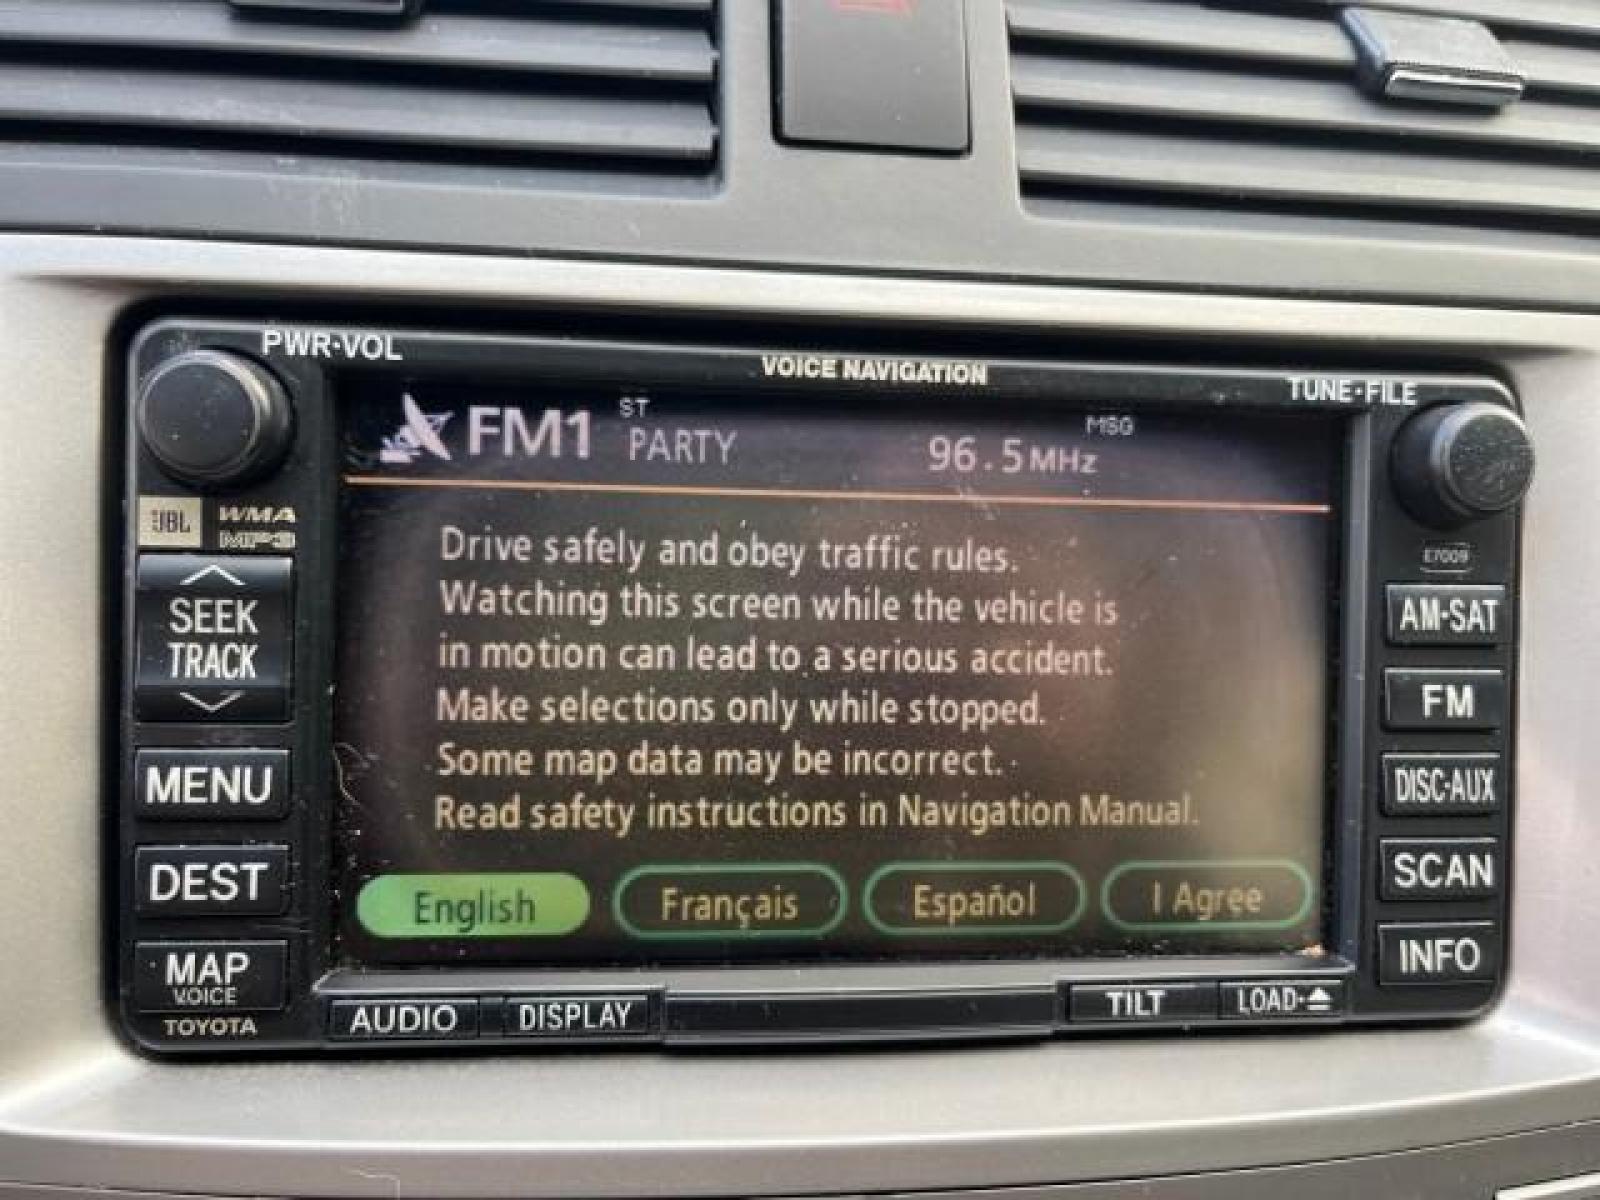 PWR·VOL
VOICE NAVIGATION
TUNE·FILE
FM1 ST PARTY 96.5MHz MSG
JBL WMA
MP3
E7009
SEEK
TRACK
MENU
DEST
MAP
VOICE
TOYOTA
Drive safely and obey traffic rules.
Watching this screen while the vehicle is
in motion can lead to a serious accident.
Make selections only while stopped.
Some map data may be incorrect.
Read safety instructions in Navigation Manual.
English Français Español I Agree
AM·SAT
FM
DISC·AUX
SCAN
INFO
AUDIO DISPLAY TILT LOAD·⏏